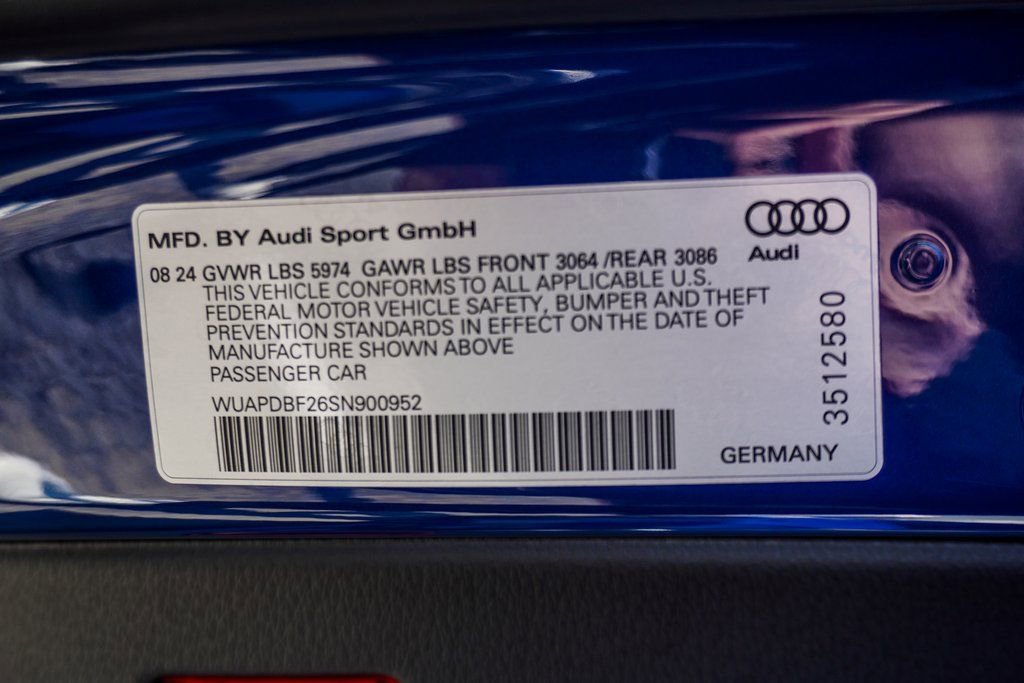 MFD. BY Audi Sport GmbH
Audi
08 24 GVWR LBS 5974 GAWR LBS FRONT 3064 /REAR 3086
THIS VEHICLE CONFORMS TO ALL APPLICABLE U.S.
FEDERAL MOTOR VEHICLE SAFETY, BUMPER AND THEFT
PREVENTION STANDARDS IN EFFECT ON THE DATE OF
MANUFACTURE SHOWN ABOVE
PASSENGER CAR
WUAPDBF26SN900952
3512580
GERMANY